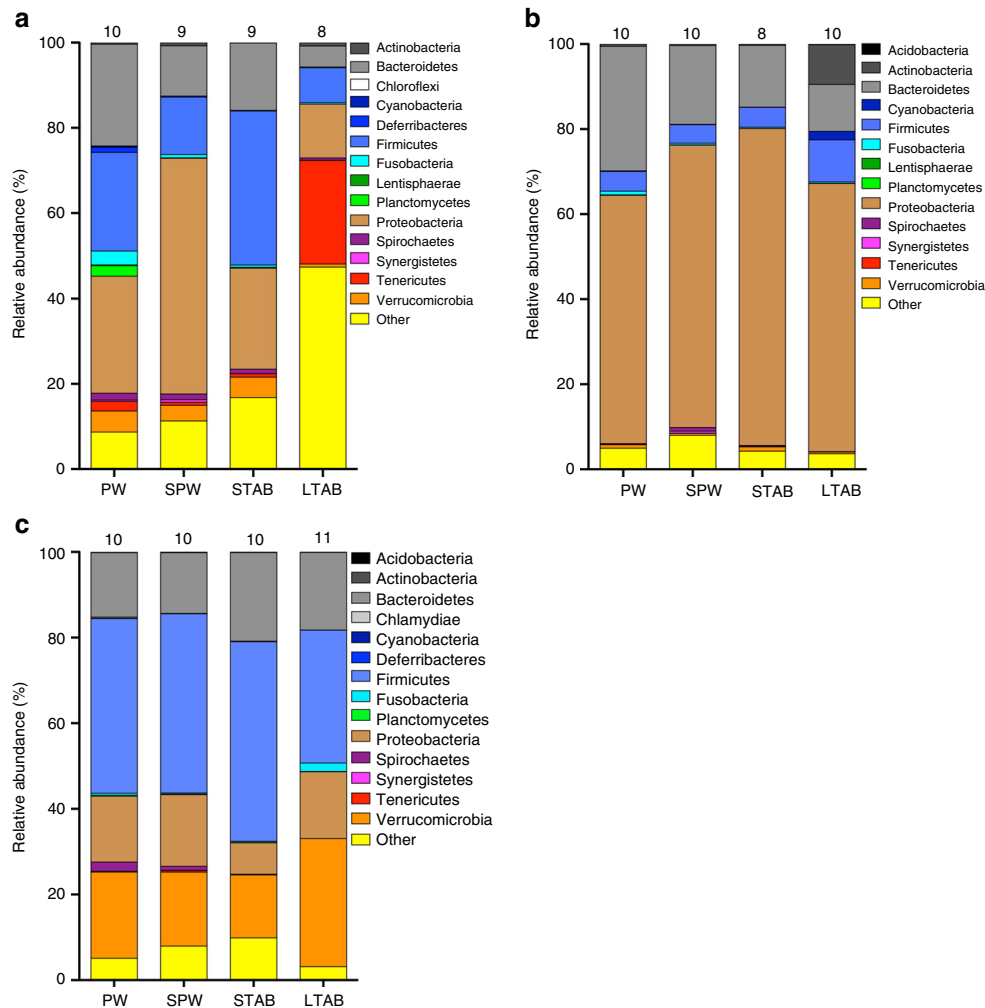 a
10 9 9 8
100
80
60
40
20
0
Relative abundance (%)
PW SPW STAB LTAB
Actinobacteria
Bacteroidetes
Chloroflexi
Cyanobacteria
Deferribacteres
Firmicutes
Fusobacteria
Lentisphaerae
Planctomycetes
Proteobacteria
Spirochaetes
Synergistetes
Tenericutes
Verrucomicrobia
Other
b
10 10 8 10
100
80
60
40
20
0
Relative abundance (%)
PW SPW STAB LTAB
Acidobacteria
Actinobacteria
Bacteroidetes
Cyanobacteria
Firmicutes
Fusobacteria
Lentisphaerae
Planctomycetes
Proteobacteria
Spirochaetes
Synergistetes
Tenericutes
Verrucomicrobia
Other
c
10 10 10 11
100
80
60
40
20
0
Relative abundance (%)
PW SPW STAB LTAB
Acidobacteria
Actinobacteria
Bacteroidetes
Chlamydiae
Cyanobacteria
Deferribacteres
Firmicutes
Fusobacteria
Planctomycetes
Proteobacteria
Spirochaetes
Synergistetes
Tenericutes
Verrucomicrobia
Other